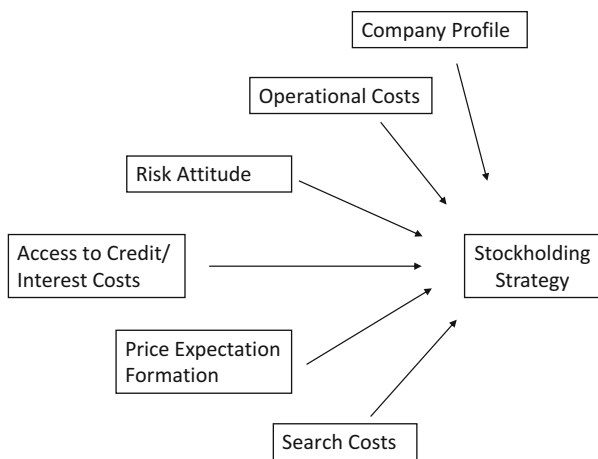 Company Profile
Operational Costs
Risk Attitude
Access to Credit/
Interest Costs
Stockholding
Strategy
Price Expectation
Formation
Search Costs